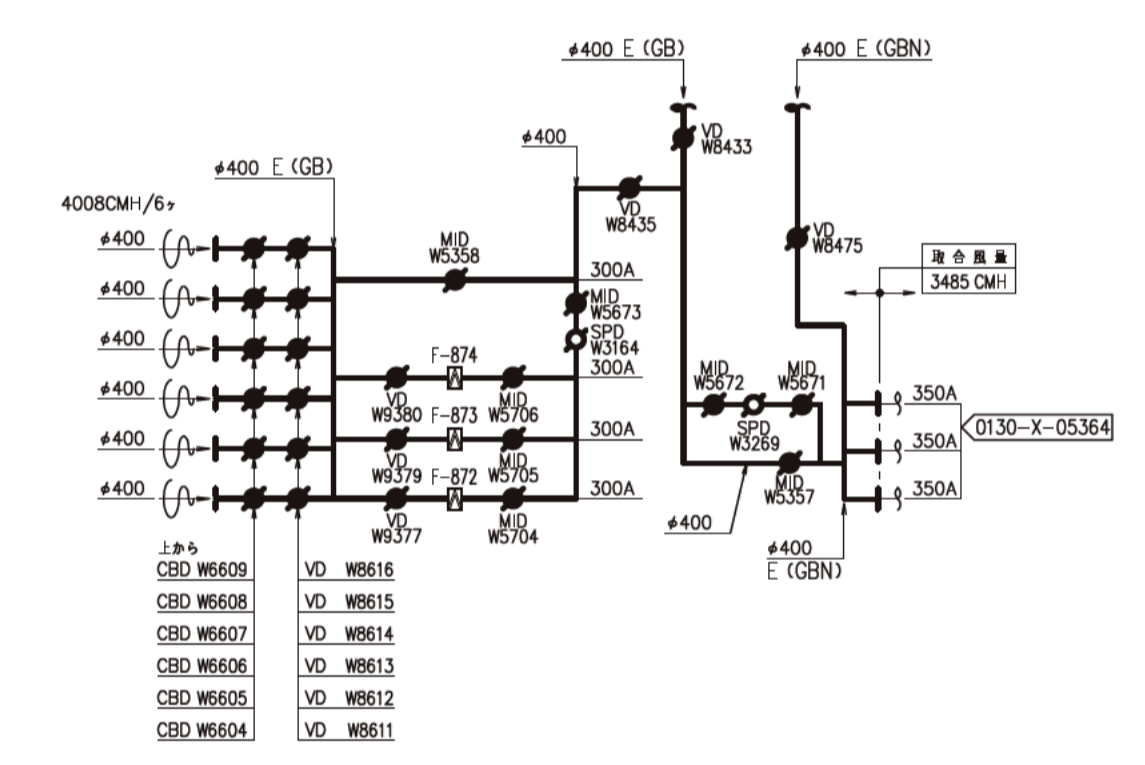 φ400 E (GB)
φ400 E (GBN)
φ400
VD
W8433
φ400 E (GB)
4008CMH/6ヶ
VD
W8435
VD
W8475
φ400
MID
W5358
取合風量
3485 CMH
300A
φ400
MID
W5673
SPD
W3164
φ400
F-874
300A
MID
W5672
MID
W5671
φ400
VD
W9380
MID
W5706
SPD
W3269
350A
0130-X-05364
F-873
300A
φ400
VD
W9379
MID
W5705
350A
MID
W5357
F-872
300A
φ400
VD
W9377
MID
W5704
350A
φ400
φ400
E (GBN)
上から
CBD W6609
VD W8616
CBD W6608
VD W8615
CBD W6607
VD W8614
CBD W6606
VD W8613
CBD W6605
VD W8612
CBD W6604
VD W8611